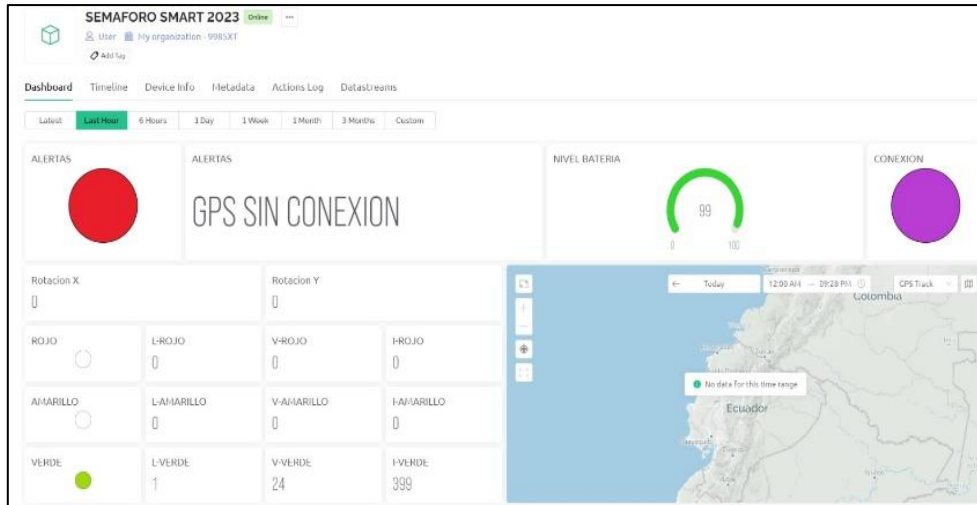 SEMAFORO SMART 2023 Online ...
User My organization - 9985XT
Add Tag
Dashboard Timeline Device Info Metadata Actions Log Datastreams
Latest Last Hour 6 Hours 1 Day 1 Week 1 Month 3 Months Custom
ALERTAS
ALERTAS
GPS SIN CONEXION
NIVEL BATERIA
99
0 100
CONEXION
Rotacion X
0
Rotacion Y
0
ROJO L-ROJO V-ROJO I-ROJO
0 0 0
AMARILLO L-AMARILLO V-AMARILLO I-AMARILLO
0 0 0
VERDE L-VERDE V-VERDE I-VERDE
1 24 399
← Today 12:00 AM → 09:28 PM GPS Track
Colombia
No data for this time range
Ecuador